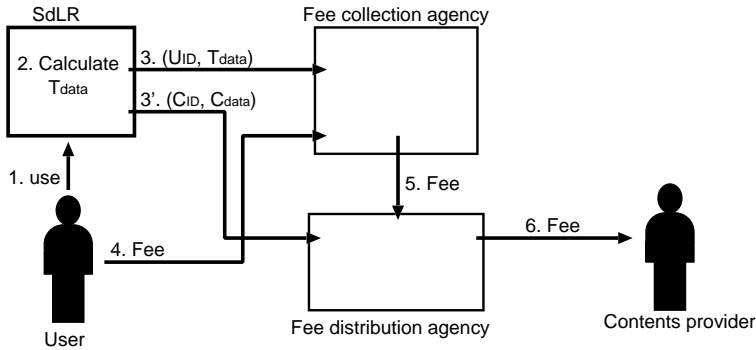 SdLR
Fee collection agency
2. Calculate
Tdata
3. (UID, Tdata)
3'. (CID, Cdata)
1. use
5. Fee
4. Fee
6. Fee
User
Fee distribution agency
Contents provider